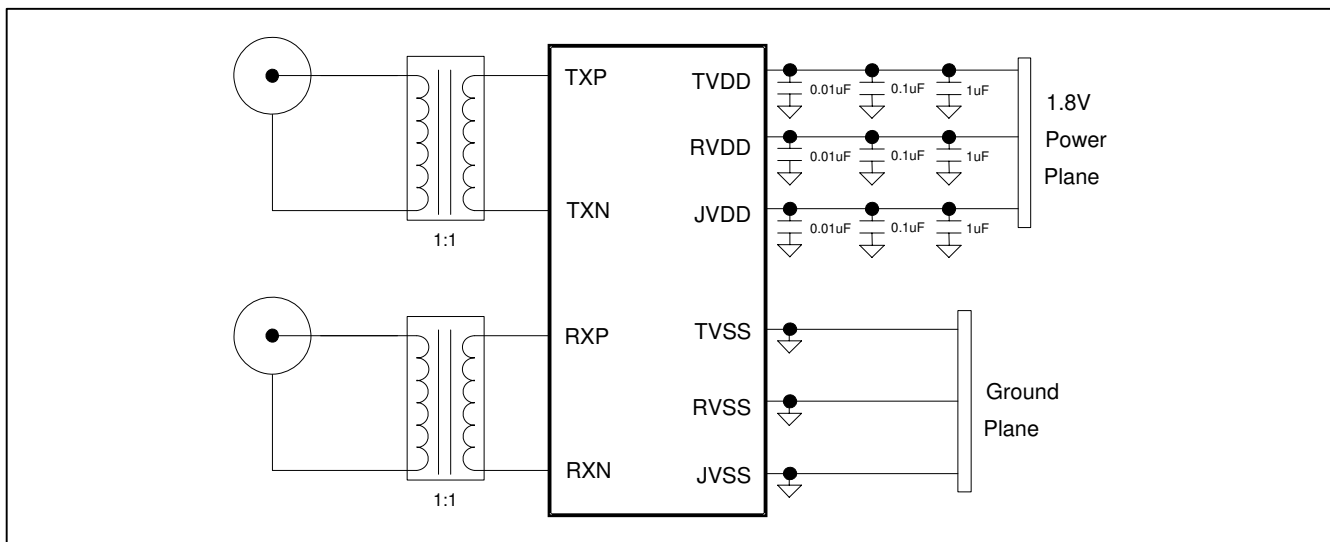 TXP
TXN
1:1
RXP
RXN
1:1
TVDD
0.01uF
0.1uF
1uF
RVDD
0.01uF
0.1uF
1uF
JVDD
0.01uF
0.1uF
1uF
1.8V
Power
Plane
TVSS
RVSS
JVSS
Ground
Plane